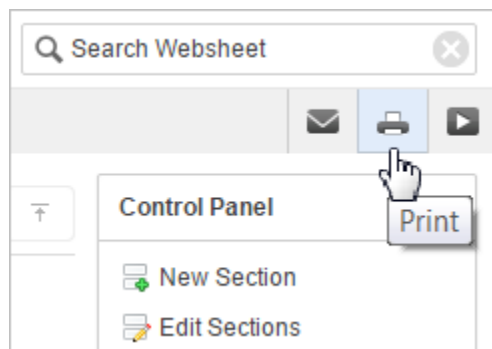 Search Websheet
Control Panel
Print
New Section
Edit Sections